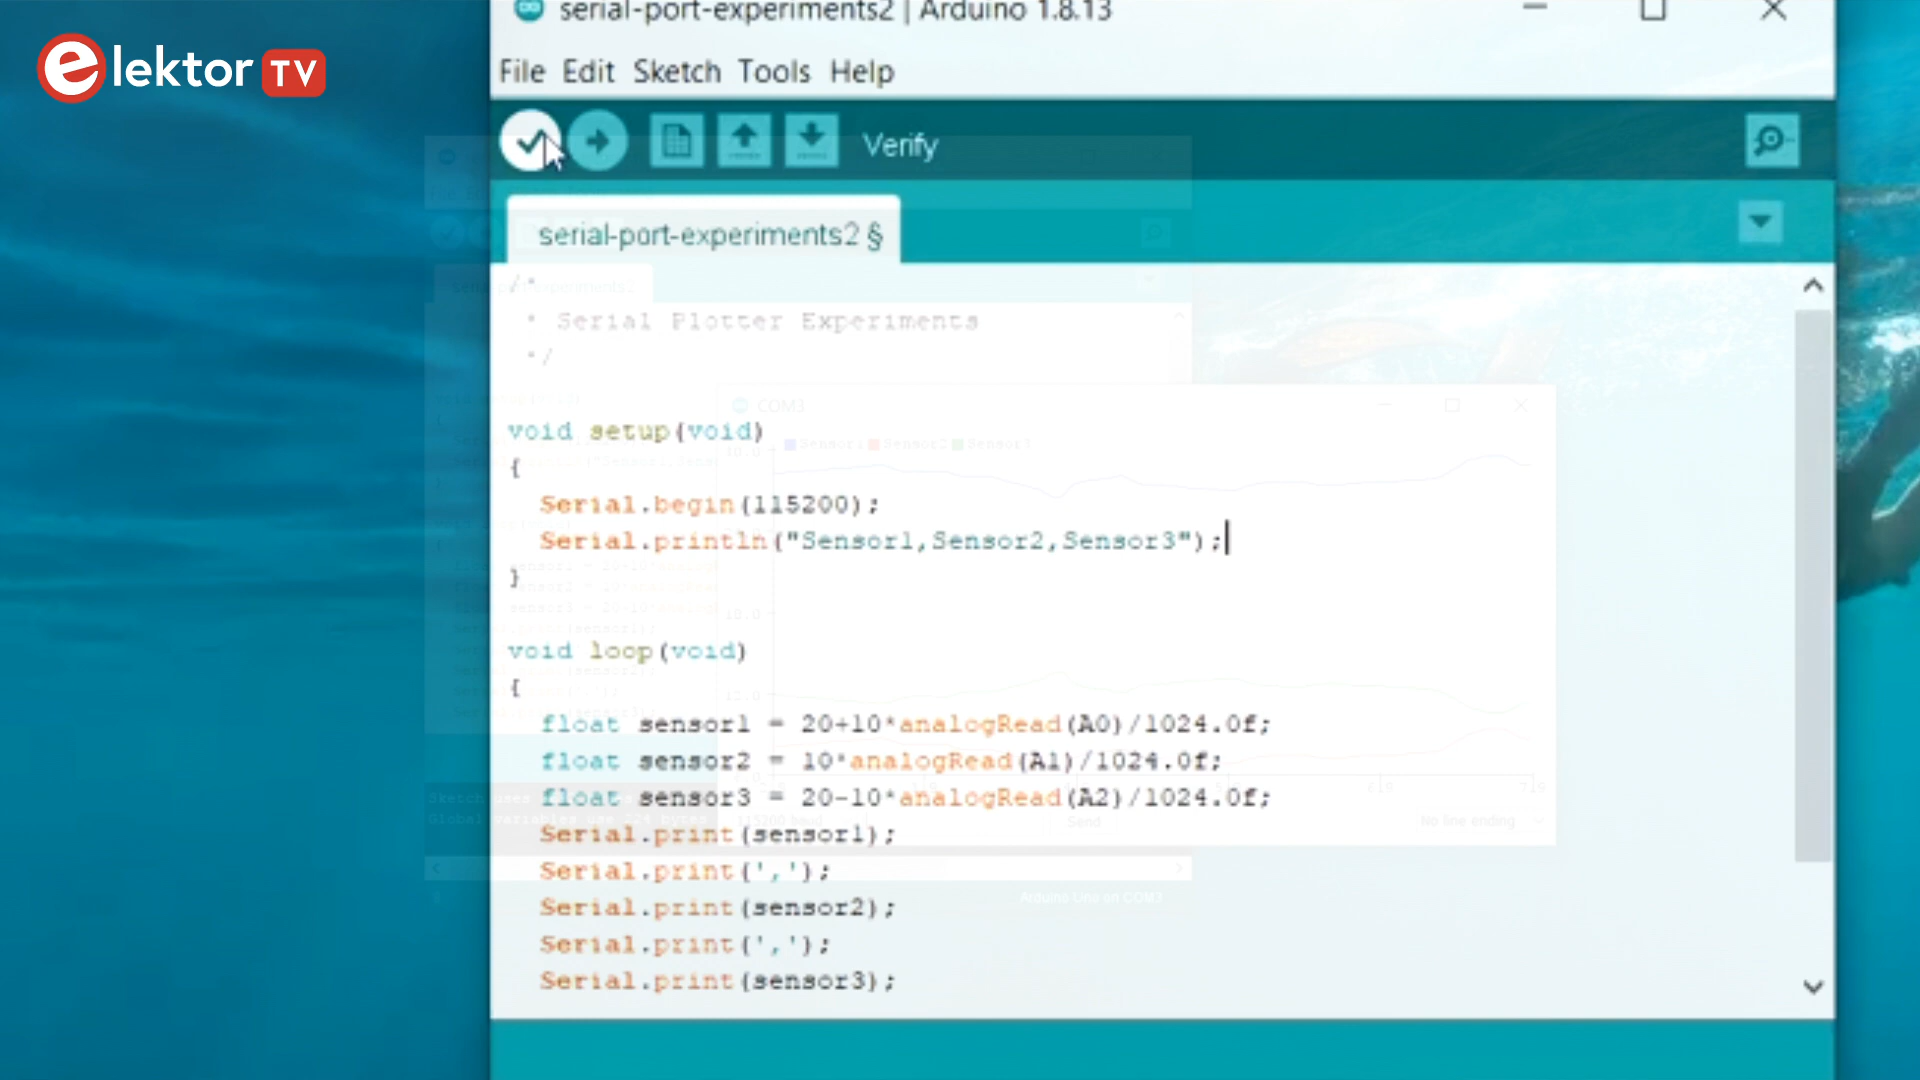 elektor TV
serial-port-experiments2 | Arduino 1.8.13
File Edit Sketch Tools Help
Verify
serial-port-experiments2 §
/*
* Serial Plotter Experiments
*/
void setup(void)
{
Serial.begin(115200);
Serial.println("Sensor1,Sensor2,Sensor3");
}
void loop(void)
{
float sensor1 = 20+10*analogRead(A0)/1024.0f;
float sensor2 = 10*analogRead(A1)/1024.0f;
float sensor3 = 20-10*analogRead(A2)/1024.0f;
Serial.print(sensor1);
Serial.print(',');
Serial.print(sensor2);
Serial.print(',');
Serial.print(sensor3);
COM3
Sensor1 Sensor2 Sensor3
115200 baud
Send
No line ending
Arduino Uno on COM3